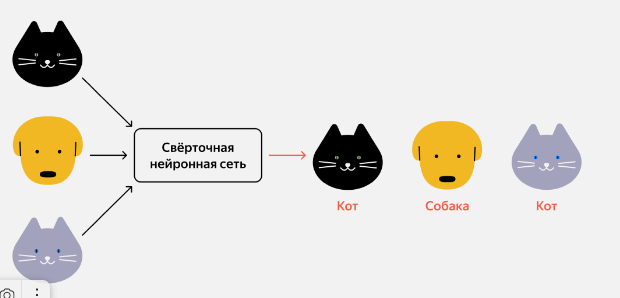 Свёрточная
нейронная сеть
Кот
Собака
Кот